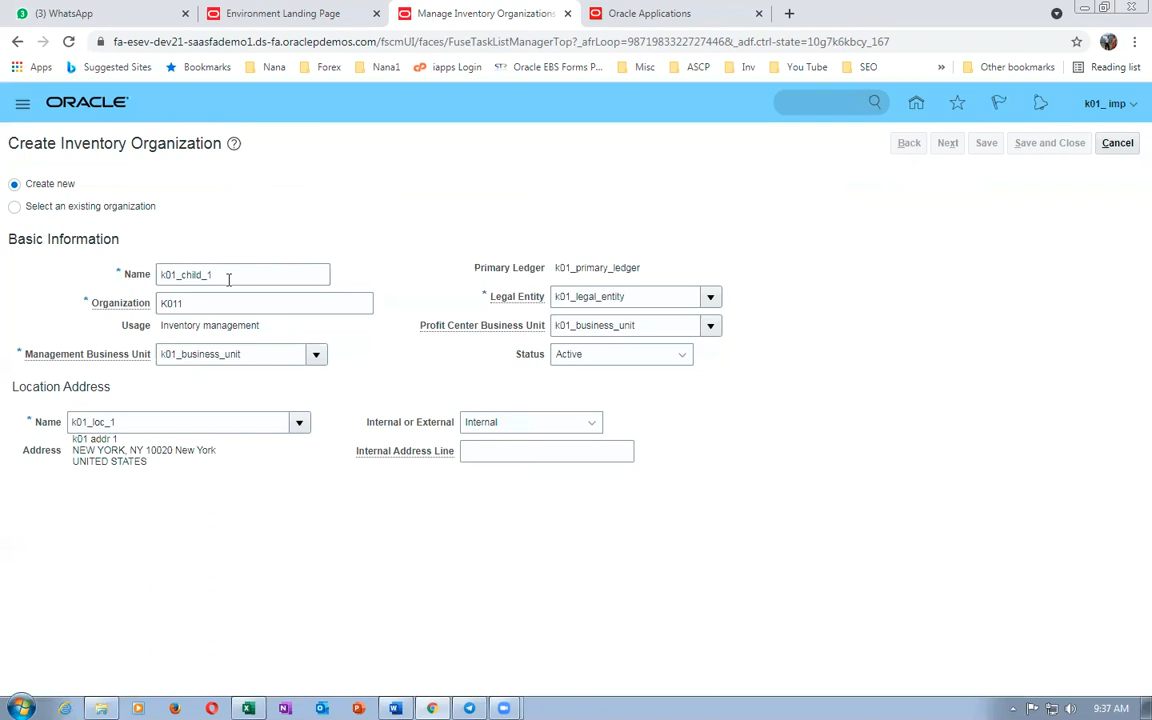 WhatsApp
Environment Landing Page
Manage Inventory Organizations
Oracle Applications
fa-esev-dev21-saasfademo1.ds-fa.oraclepdemos.com/fscmUI/faces/FuseTaskListManagerTop?_afrLoop=9871983322727446&_adf.ctrl-state=10g7k6kbcy_167
Apps Suggested Sites Bookmarks Nana Forex Nana1 iapps Login Oracle EBS Forms P... Misc ASCP Inv You Tube SEO » Other bookmarks Reading list
ORACLE
k01_ imp
Create Inventory Organization ?
Back Next Save Save and Close Cancel
Create new
Select an existing organization
Basic Information
* Name k01_child_1
Primary Ledger k01_primary_ledger
* Organization K011
* Legal Entity k01_legal_entity
Usage Inventory management
Profit Center Business Unit k01_business_unit
* Management Business Unit k01_business_unit
Status Active
Location Address
* Name k01_loc_1
Internal or External Internal
Address k01 addr 1
NEW YORK, NY 10020 New York
UNITED STATES
Internal Address Line
9:37 AM